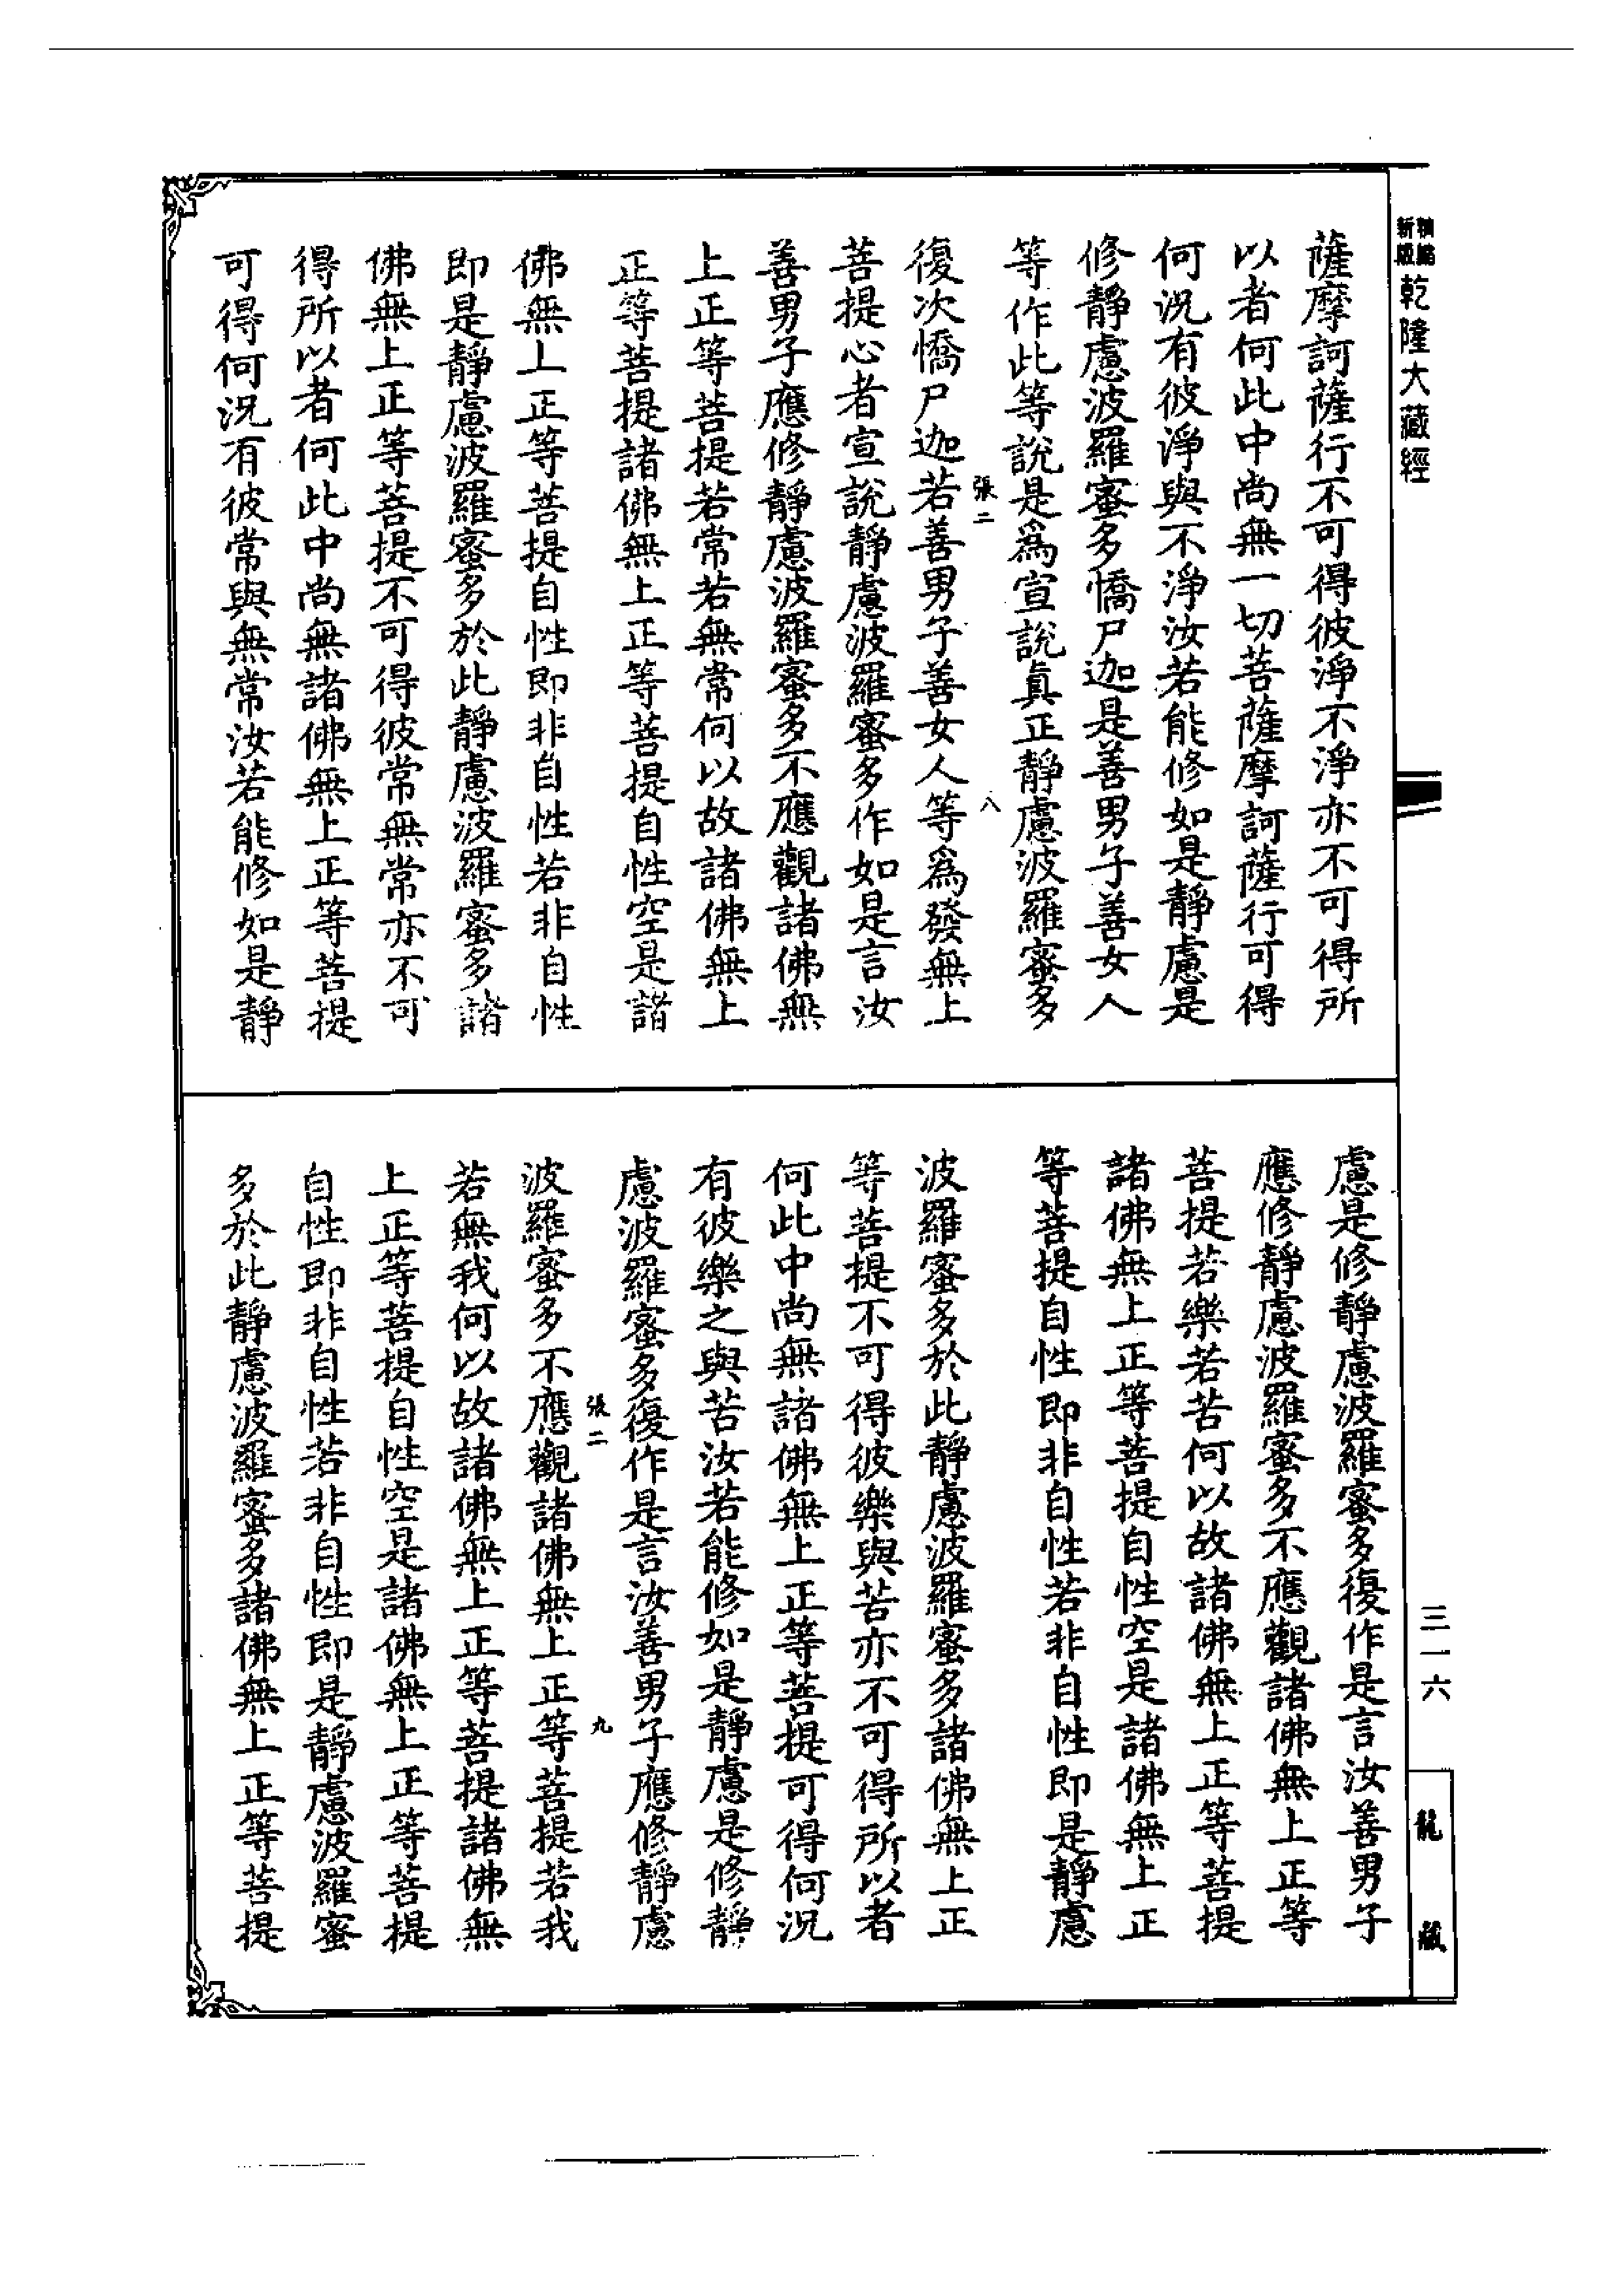 新版精縮乾隆大藏經
薩摩訶薩行不可得彼淨不淨亦不可得所
以者何此中尚無一切菩薩摩訶薩行可得
何況有彼淨與不淨汝若能修如是靜慮是
修靜慮波羅蜜多憍尸迦是善男子善女人
等作此等說是爲宣說眞正靜慮波羅蜜多
張二 八
復次憍尸迦若善男子善女人等爲發無上
菩提心者宣說靜慮波羅蜜多作如是言汝
善男子應修靜慮波羅蜜多不應觀諸佛無
上正等菩提若常若無常何以故諸佛無上
正等菩提諸佛無上正等菩提自性空是諸
佛無上正等菩提自性即非自性若非自性
即是靜慮波羅蜜多於此靜慮波羅蜜多諸
佛無上正等菩提不可得彼常無常亦不可
得所以者何此中尚無諸佛無上正等菩提
可得何況有彼常與無常汝若能修如是靜
慮是修靜慮波羅蜜多復作是言汝善男子
應修靜慮波羅蜜多不應觀諸佛無上正等
菩提若樂若苦何以故諸佛無上正等菩提
諸佛無上正等菩提自性空是諸佛無上正
等菩提自性即非自性若非自性即是靜慮
波羅蜜多於此靜慮波羅蜜多諸佛無上正
等菩提不可得彼樂與苦亦不可得所以者
何此中尚無諸佛無上正等菩提可得何況
有彼樂之與苦汝若能修如是靜慮是修靜
慮波羅蜜多復作是言汝善男子應修靜慮
張二 九
波羅蜜多不應觀諸佛無上正等菩提若我
若無我何以故諸佛無上正等菩提諸佛無
上正等菩提自性空是諸佛無上正等菩提
自性即非自性若非自性即是靜慮波羅蜜
多於此靜慮波羅蜜多諸佛無上正等菩提
三一六
龍藏